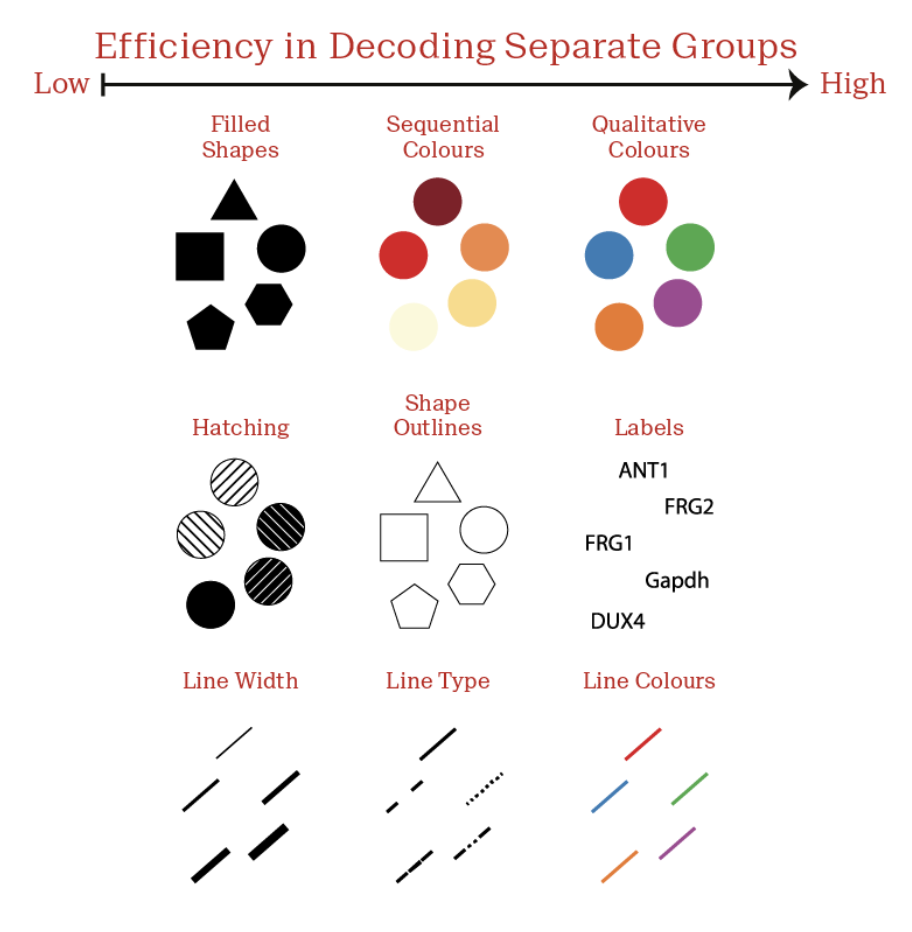 Efficiency in Decoding Separate Groups
Low
High
Filled
Shapes
Sequential
Colours
Qualitative
Colours
Hatching
Shape
Outlines
Labels
ANT1
FRG2
FRG1
Gapdh
DUX4
Line Width
Line Type
Line Colours